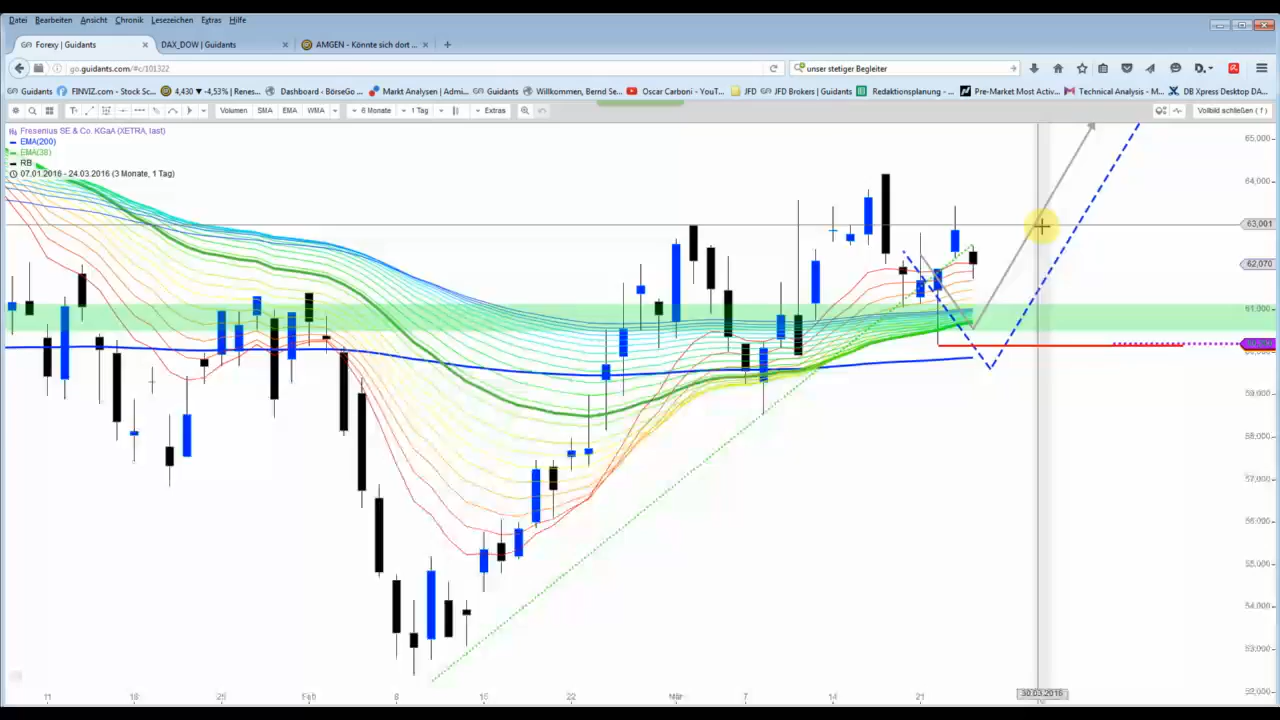 Datei Bearbeiten Ansicht Chronik Lesezeichen Extras Hilfe
Forexy | Guidants × DAX_DOW | Guidants × AMGEN - Könnte sich dort ... × +
go.guidants.com/#c/101322 unser stetiger Begleiter
Guidants FINVIZ.com - Stock Sc... 4,430 ▼ -4,53% | Renes... Dashboard - BörseGo ... Markt Analysen | Admi... Guidants Willkommen, Bernd Se... Oscar Carboni - YouT... JFD JFD Brokers | Guidants Redaktionsplanung - ... Pre-Market Most Activ... Technical Analysis - M... DB Xpress Desktop DA...
Volumen SMA EMA WMA 6 Monate 1 Tag Extras Vollbild schließen ( f )
Fresenius SE & Co. KGaA (XETRA, last)
EMA(200)
EMA(38)
RB
07.01.2016 - 24.03.2016 (3 Monate, 1 Tag)
65,000
64,000
63,001
62,070
61,000
59,000
58,000
57,000
56,000
55,000
54,000
53,000
52,000
11 18 25 Feb 8 15 22 Mär 7 14 21 30.03.2016